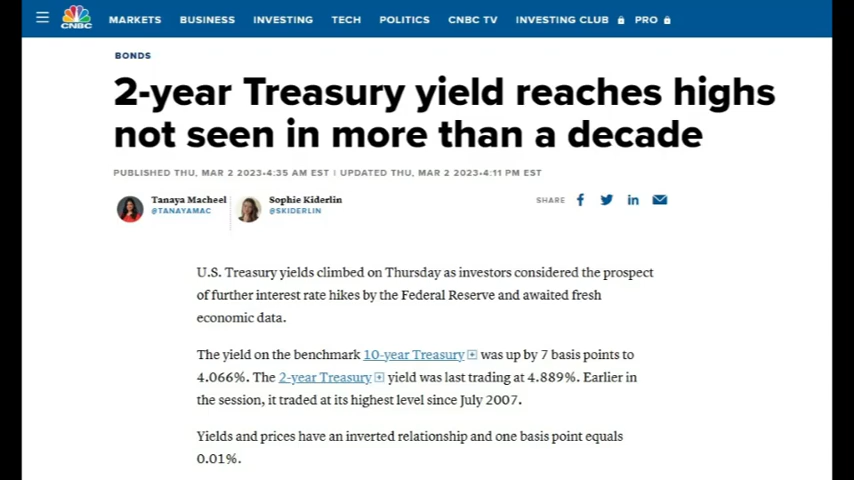 CNBC
MARKETS BUSINESS INVESTING TECH POLITICS CNBC TV INVESTING CLUB PRO
BONDS
2-year Treasury yield reaches highs
not seen in more than a decade
PUBLISHED THU, MAR 2 2023•4:35 AM EST | UPDATED THU, MAR 2 2023•4:11 PM EST
Tanaya Macheel
@TANAYAMAC
Sophie Kiderlin
@SKIDERLIN
SHARE
U.S. Treasury yields climbed on Thursday as investors considered the prospect
of further interest rate hikes by the Federal Reserve and awaited fresh
economic data.
The yield on the benchmark 10-year Treasury was up by 7 basis points to
4.066%. The 2-year Treasury yield was last trading at 4.889%. Earlier in
the session, it traded at its highest level since July 2007.
Yields and prices have an inverted relationship and one basis point equals
0.01%.